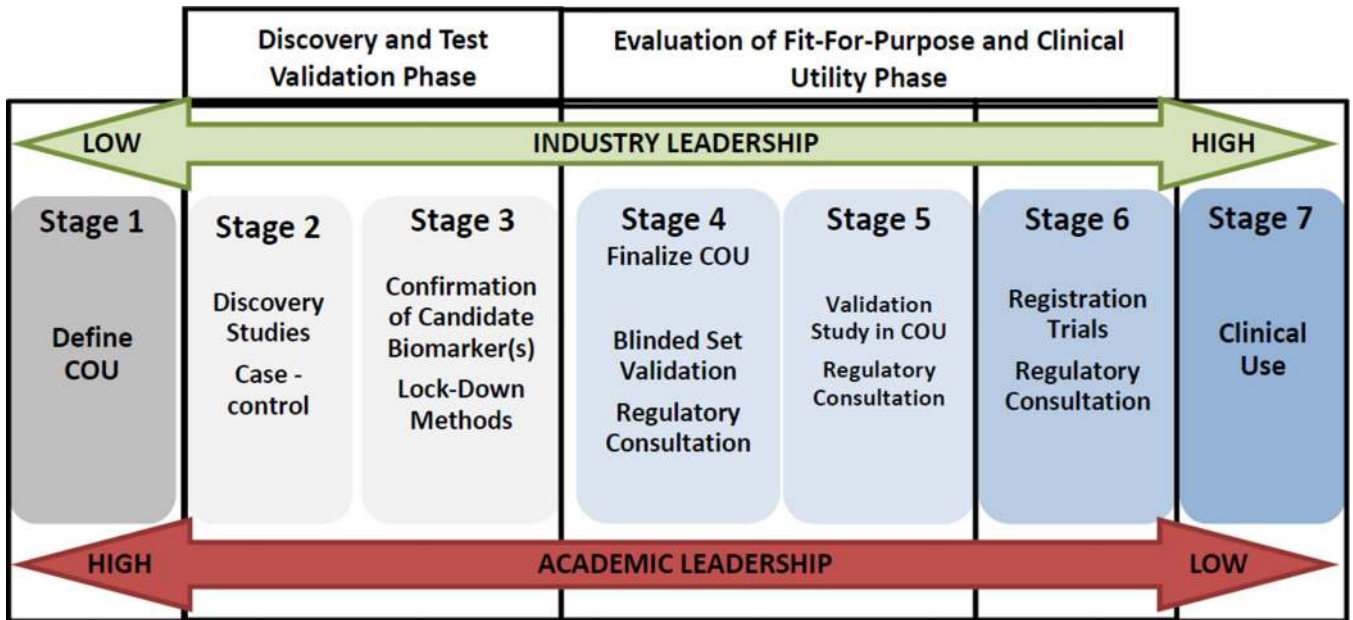 Discovery and Test
Validation Phase
Evaluation of Fit-For-Purpose and Clinical
Utility Phase
LOW
INDUSTRY LEADERSHIP
HIGH
Stage 1
Define
COU
Stage 2
Discovery
Studies
Case -
control
Stage 3
Confirmation
of Candidate
Biomarker(s)
Lock-Down
Methods
Stage 4
Finalize COU
Blinded Set
Validation
Regulatory
Consultation
Stage 5
Validation
Study in COU
Regulatory
Consultation
Stage 6
Registration
Trials
Regulatory
Consultation
Stage 7
Clinical
Use
HIGH
ACADEMIC LEADERSHIP
LOW